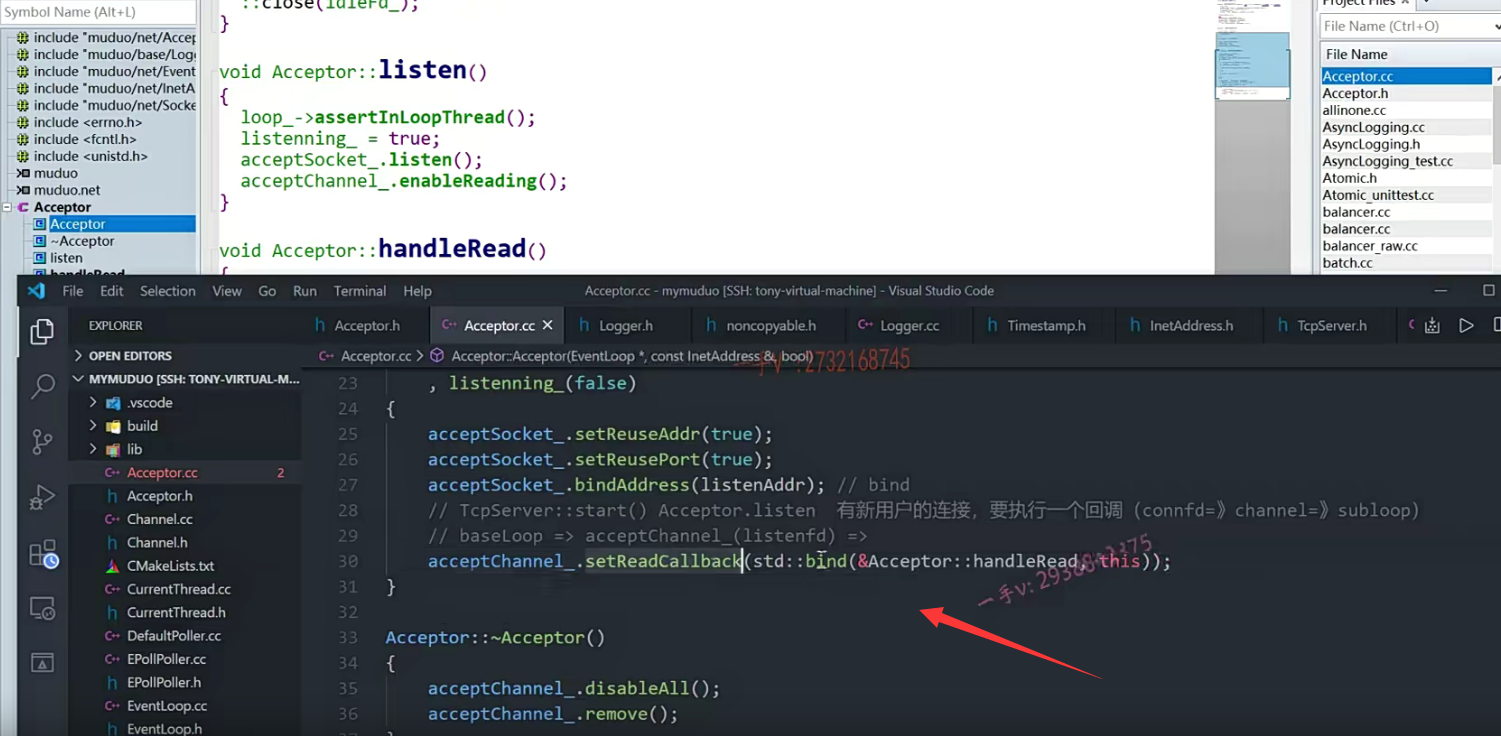 Symbol Name (Alt+L)
include "muduo/net/Accep
include "muduo/base/Logg
include "muduo/net/Event
include "muduo/net/InetA
include "muduo/net/Socke
include <errno.h>
include <fcntl.h>
include <unistd.h>
muduo
muduo.net
Acceptor
Acceptor
~Acceptor
listen
handleRead
::close(idleFd_);
}
void Acceptor::listen()
{
loop_->assertInLoopThread();
listenning_ = true;
acceptSocket_.listen();
acceptChannel_.enableReading();
}
void Acceptor::handleRead()
{
Project Files
File Name (Ctrl+O)
File Name
Acceptor.cc
Acceptor.h
allinone.cc
AsyncLogging.cc
AsyncLogging.h
AsyncLogging_test.cc
Atomic.h
Atomic_unittest.cc
balancer.cc
balancer.cc
balancer_raw.cc
batch.cc
File Edit Selection View Go Run Terminal Help
Acceptor.cc - mymuduo [SSH: tony-virtual-machine] - Visual Studio Code
EXPLORER
OPEN EDITORS
MYMUDUO [SSH: TONY-VIRTUAL-M...
.vscode
build
lib
Acceptor.cc 2
Acceptor.h
Channel.cc
Channel.h
CMakeLists.txt
CurrentThread.cc
CurrentThread.h
DefaultPoller.cc
EPollPoller.cc
EPollPoller.h
EventLoop.cc
EventLoop.h
Acceptor.h Acceptor.cc Logger.h noncopyable.h Logger.cc Timestamp.h InetAddress.h TcpServer.h
Acceptor.cc > Acceptor::Acceptor(EventLoop *, const InetAddress &, bool)
一手v:2732168745
23 , listenning_(false)
24 {
25 acceptSocket_.setReuseAddr(true);
26 acceptSocket_.setReusePort(true);
27 acceptSocket_.bindAddress(listenAddr); // bind
28 // TcpServer::start() Acceptor.listen 有新用户的连接，要执行一个回调（connfd=》channel=》subloop）
29 // baseLoop => acceptChannel_(listenfd) =>
30 acceptChannel_.setReadCallback(std::bind(&Acceptor::handleRead, this));
31 }
32
33 Acceptor::~Acceptor()
34 {
35 acceptChannel_.disableAll();
36 acceptChannel_.remove();